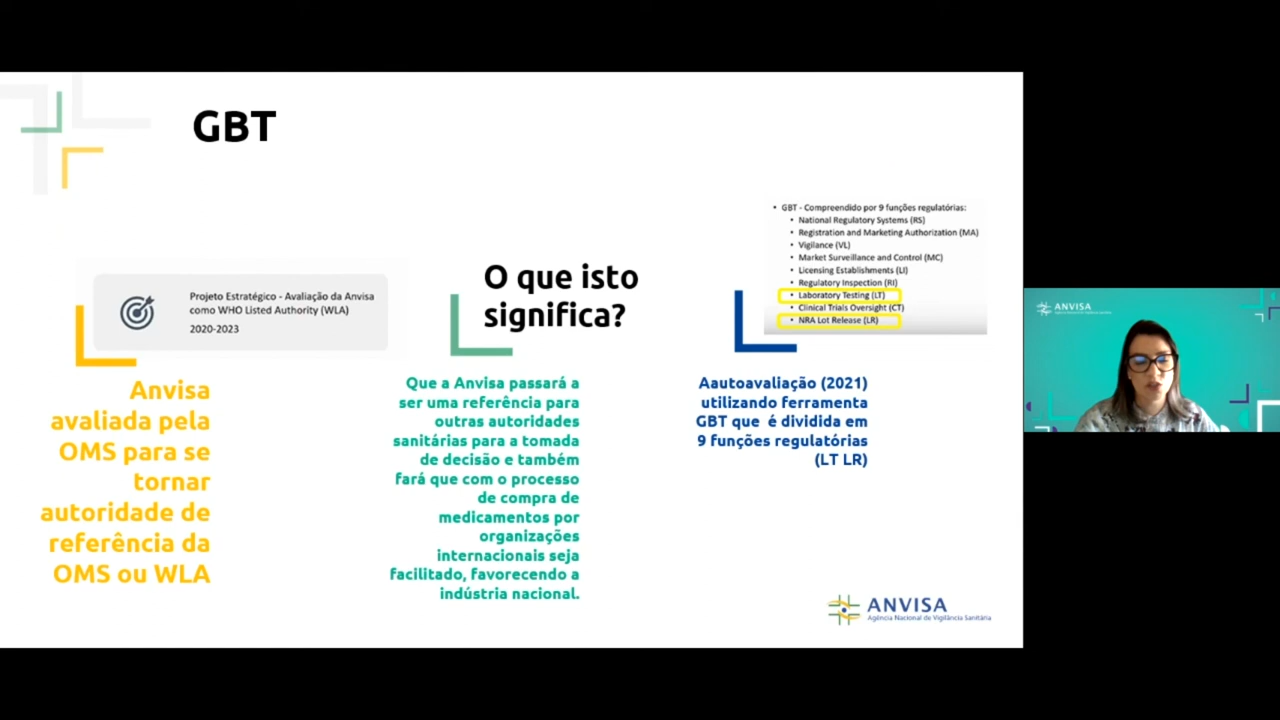 GBT
Projeto Estratégico - Avaliação da Anvisa
como WHO Listed Authority (WLA)
2020-2023
Anvisa
avaliada pela
OMS para se
tornar
autoridade de
referência da
OMS ou WLA
O que isto
significa?
Que a Anvisa passará a
ser uma referência para
outras autoridades
sanitárias para a tomada
de decisão e também
fará que com o processo
de compra de
medicamentos por
organizações
internacionais seja
facilitado, favorecendo a
indústria nacional.
• GBT - Compreendido por 9 funções regulatórias:
• National Regulatory Systems (RS)
• Registration and Marketing Authorization (MA)
• Vigilance (VL)
• Market Surveillance and Control (MC)
• Licensing Establishments (LI)
• Regulatory Inspection (RI)
• Laboratory Testing (LT)
• Clinical Trials Oversight (CT)
• NRA Lot Release (LR)
Aautoavaliação (2021)
utilizando ferramenta
GBT que é dividida em
9 funções regulatórias
(LT LR)
ANVISA
Agência Nacional de Vigilância Sanitária
ANVISA